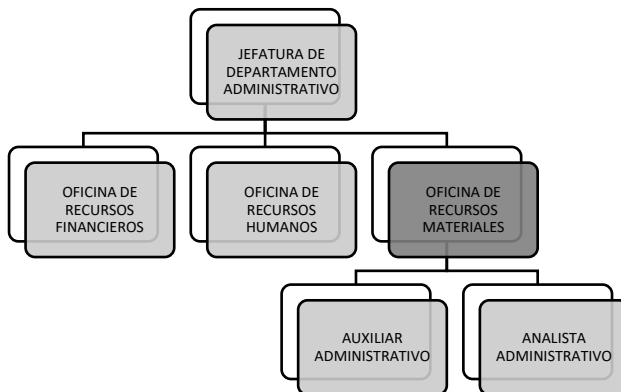 JEFATURA DE
DEPARTAMENTO
ADMINISTRATIVO
OFICINA DE
RECURSOS
FINANCIEROS
OFICINA DE
RECURSOS
HUMANOS
OFICINA DE
RECURSOS
MATERIALES
AUXILIAR
ADMINISTRATIVO
ANALISTA
ADMINISTRATIVO